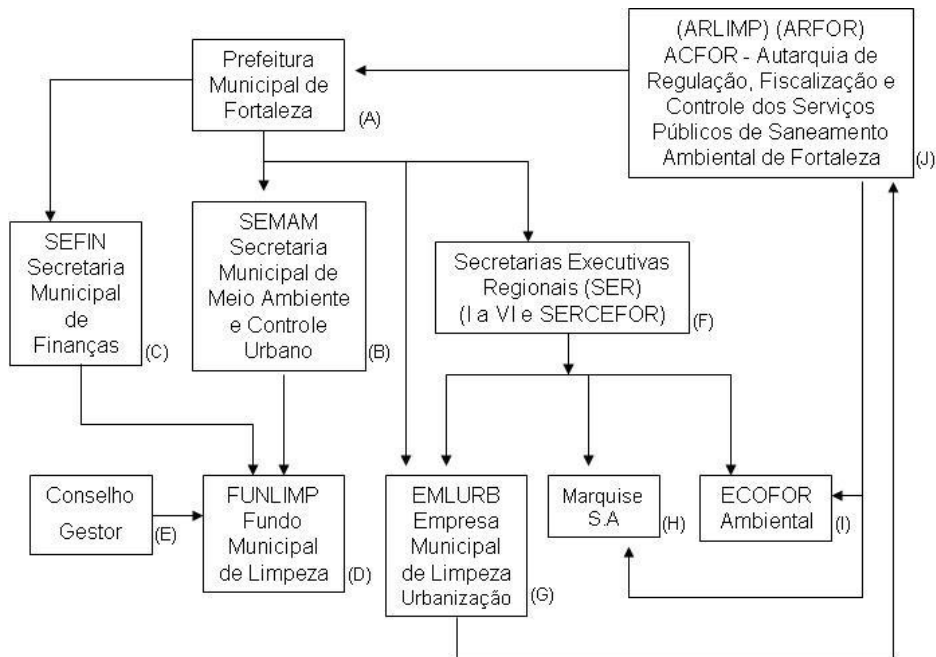 Prefeitura
Municipal de
Fortaleza
(A)
(ARLIMP) (ARFOR)
ACFOR - Autarquia de
Regulação, Fiscalização e
Controle dos Serviços
Públicos de Saneamento
Ambiental de Fortaleza
(J)
SEFIN
Secretaria
Municipal
de
Finanças
(C)
SEMAM
Secretaria
Municipal de
Meio Ambiente
e Controle
Urbano
(B)
Secretarias Executivas
Regionais (SER)
(I a VI e SERCEFOR)
(F)
Conselho
Gestor
(E)
FUNLIMP
Fundo
Municipal
de Limpeza
(D)
EMLURB
Empresa
Municipal
de Limpeza
Urbanização
(G)
Marquise
S.A
(H)
ECOFOR
Ambiental
(I)